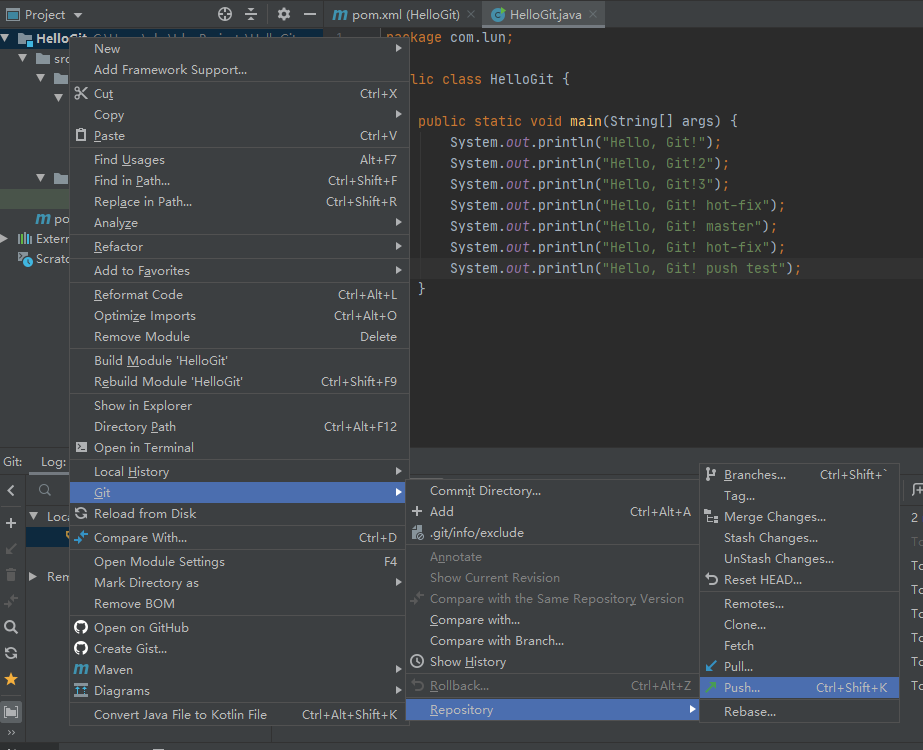 Project
pom.xml (HelloGit)
HelloGit.java
HelloGit
1
package com.lun;
src
lic class HelloGit {
public static void main(String[] args) {
System.out.println("Hello, Git!");
System.out.println("Hello, Git!2");
System.out.println("Hello, Git!3");
System.out.println("Hello, Git! hot-fix");
System.out.println("Hello, Git! master");
System.out.println("Hello, Git! hot-fix");
System.out.println("Hello, Git! push test");
}
po
Extern
Scratc
New
Add Framework Support...
Cut Ctrl+X
Copy
Paste Ctrl+V
Find Usages Alt+F7
Find in Path... Ctrl+Shift+F
Replace in Path... Ctrl+Shift+R
Analyze
Refactor
Add to Favorites
Reformat Code Ctrl+Alt+L
Optimize Imports Ctrl+Alt+O
Remove Module Delete
Build Module 'HelloGit'
Rebuild Module 'HelloGit' Ctrl+Shift+F9
Show in Explorer
Directory Path Ctrl+Alt+F12
Open in Terminal
Local History
Git
Reload from Disk
Compare With... Ctrl+D
Open Module Settings F4
Mark Directory as
Remove BOM
Open on GitHub
Create Gist...
Maven
Diagrams
Convert Java File to Kotlin File Ctrl+Alt+Shift+K
Git: Log:
Loca
Rem
Commit Directory...
Add Ctrl+Alt+A
.git/info/exclude
Annotate
Show Current Revision
Compare with the Same Repository Version
Compare with...
Compare with Branch...
Show History
Rollback... Ctrl+Alt+Z
Repository
Branches... Ctrl+Shift+`
Tag...
Merge Changes...
Stash Changes...
UnStash Changes...
Reset HEAD...
Remotes...
Clone...
Fetch
Pull...
Push... Ctrl+Shift+K
Rebase...
2
To
To
To
To
To
To